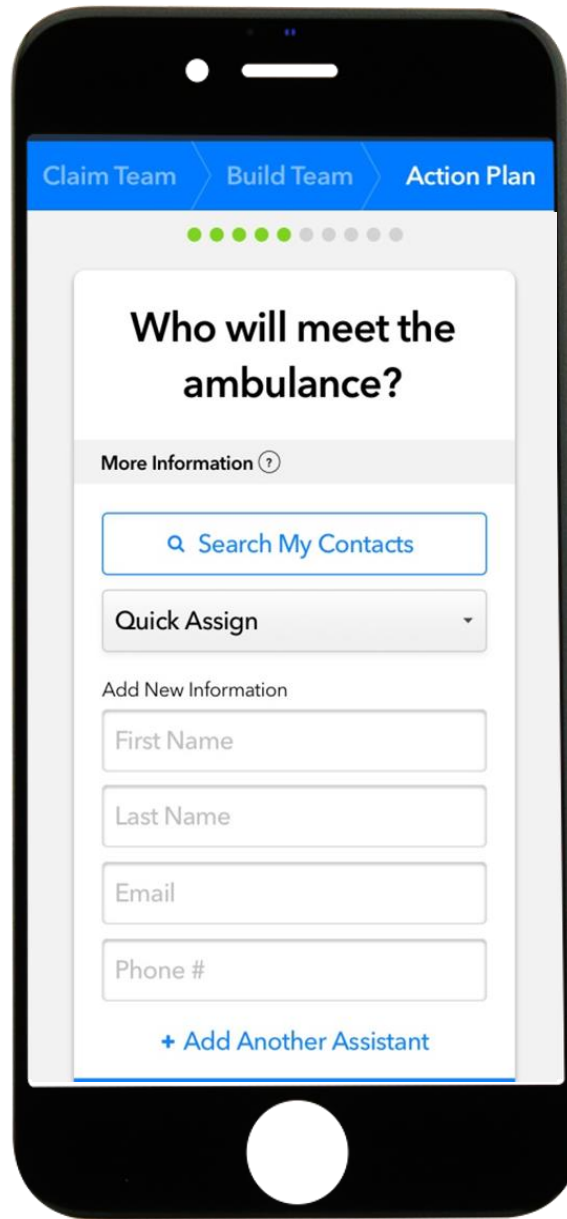 Claim Team Build Team Action Plan
Who will meet the
ambulance?
More Information ?
Search My Contacts
Quick Assign
Add New Information
First Name
Last Name
Email
Phone #
+ Add Another Assistant